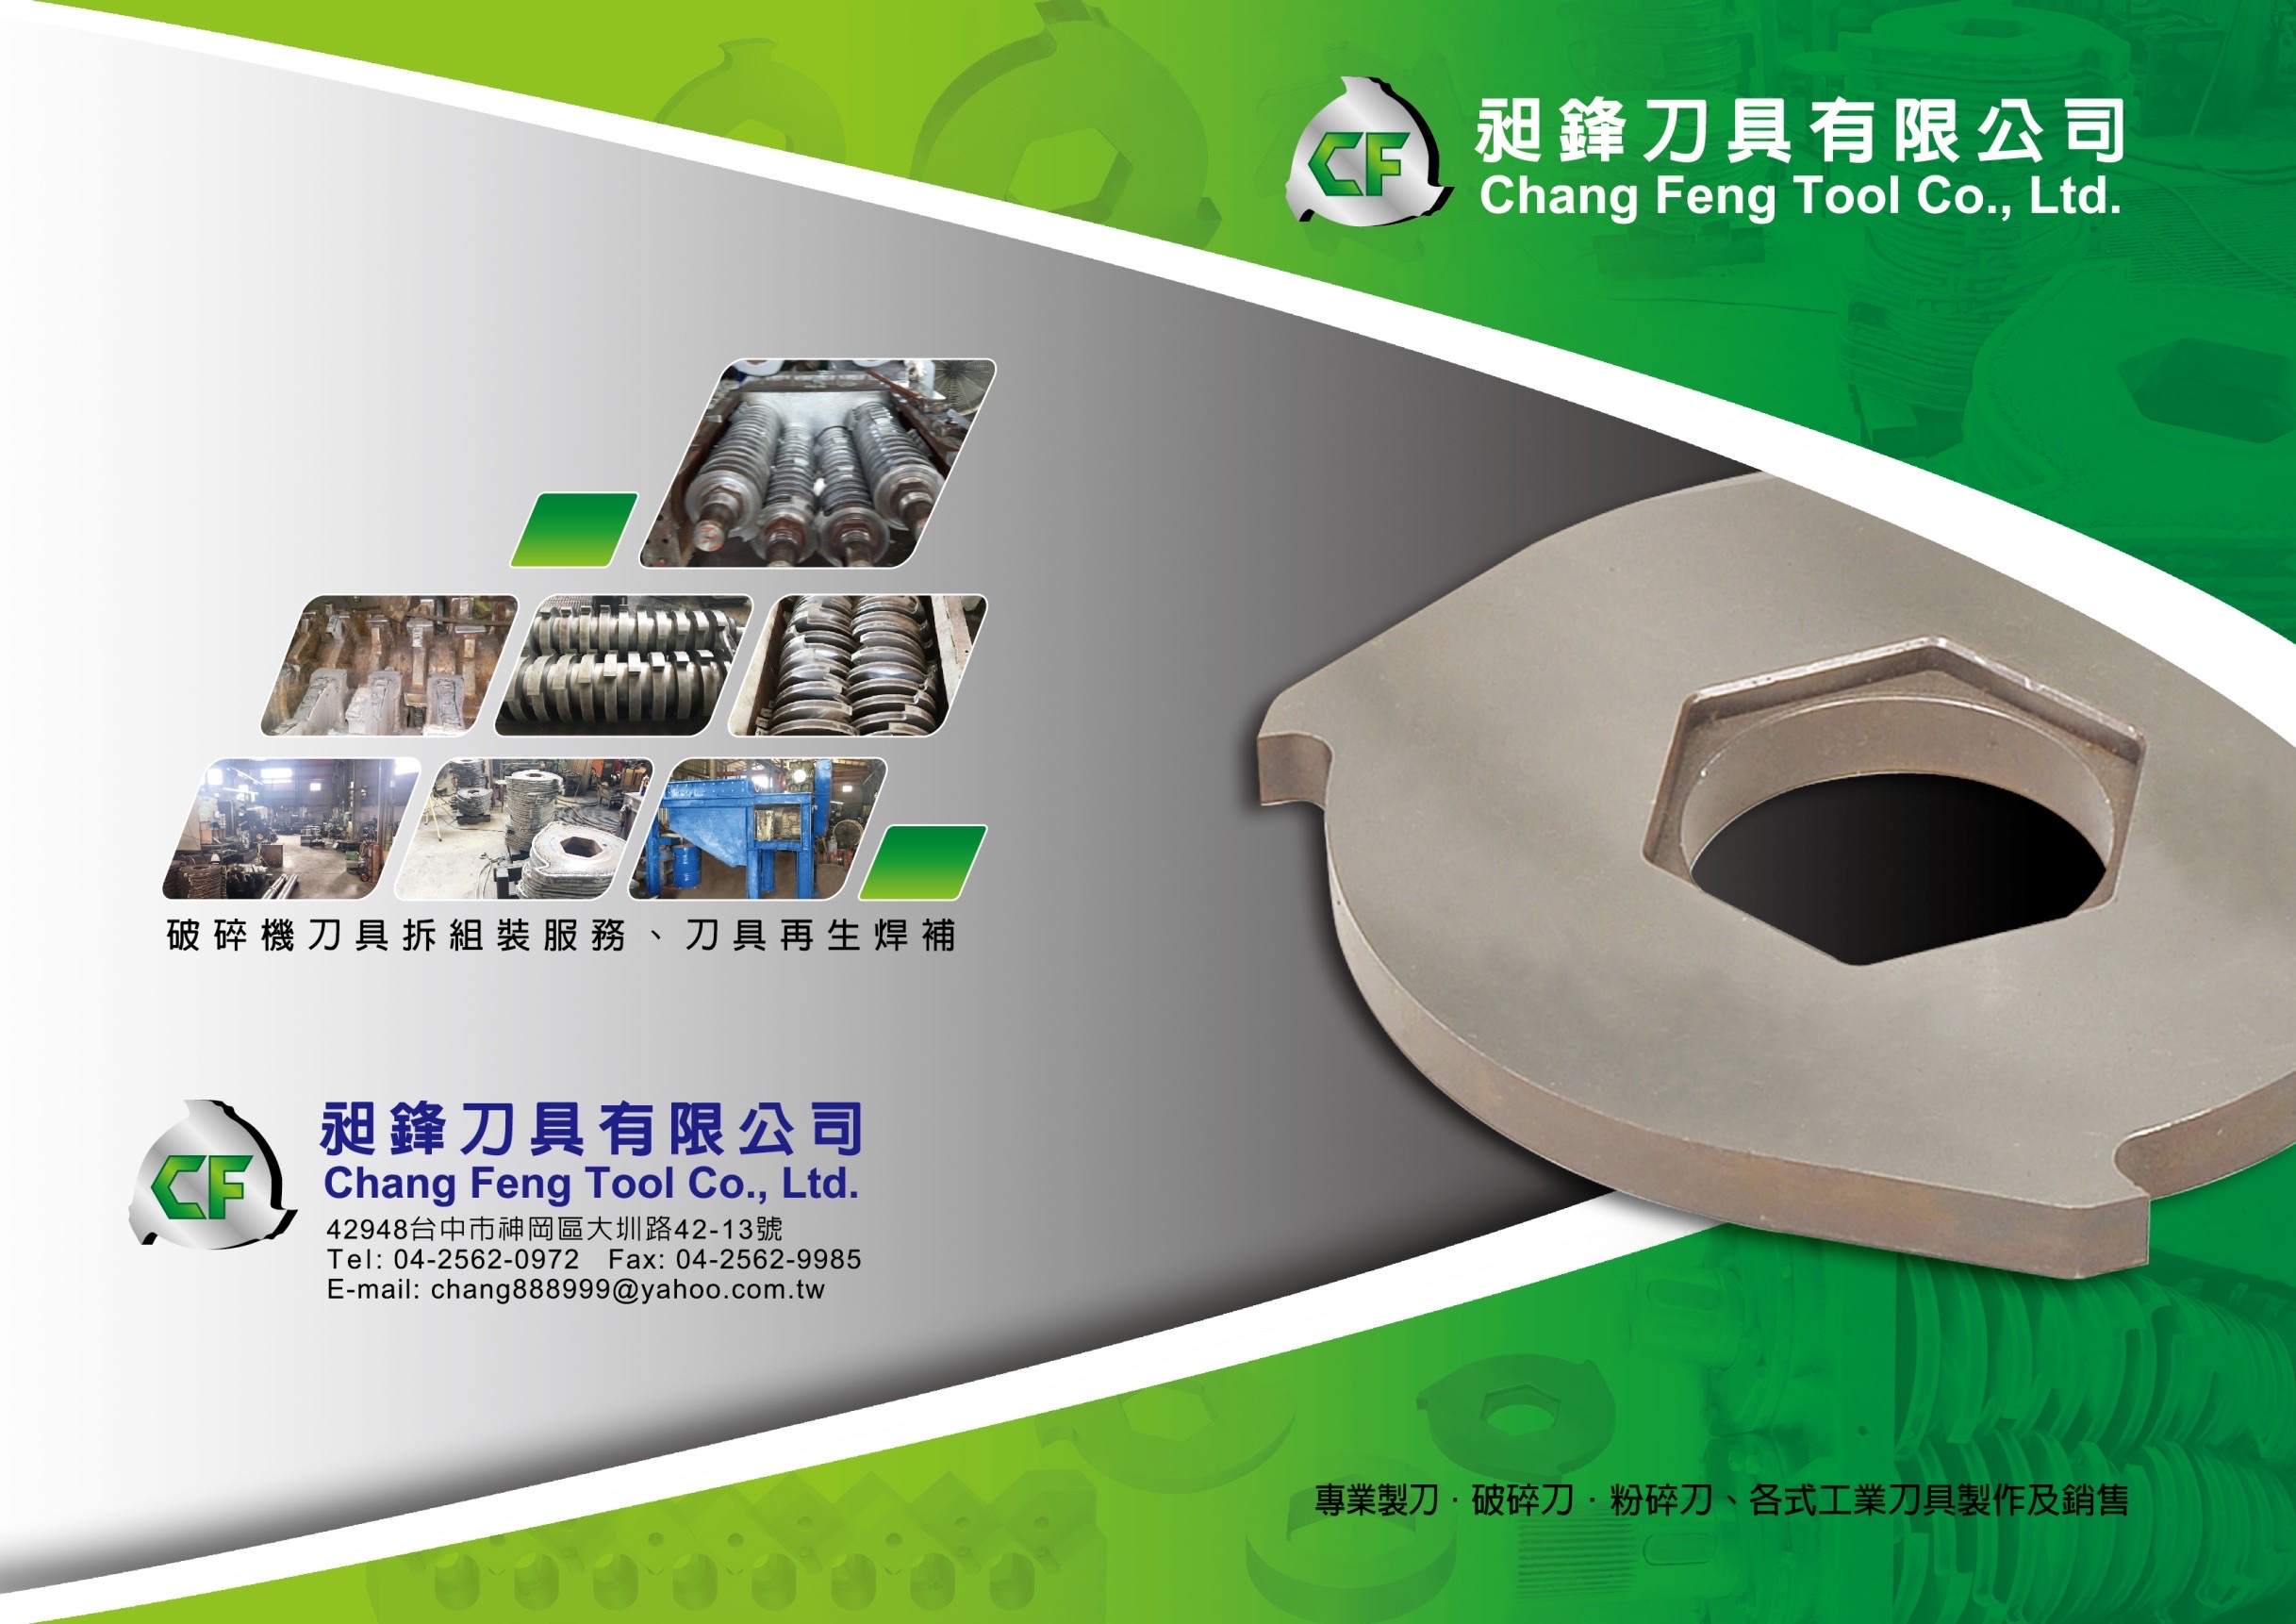 CF
昶鋒刀具有限公司
Chang Feng Tool Co., Ltd.
破碎機刀具拆組裝服務、刀具再生焊補
CF
昶鋒刀具有限公司
Chang Feng Tool Co., Ltd.
42948台中市神岡區大圳路42-13號
Tel: 04-2562-0972 Fax: 04-2562-9985
E-mail: chang888999@yahoo.com.tw
專業製刀·破碎刀·粉碎刀、各式工業刀具製作及銷售